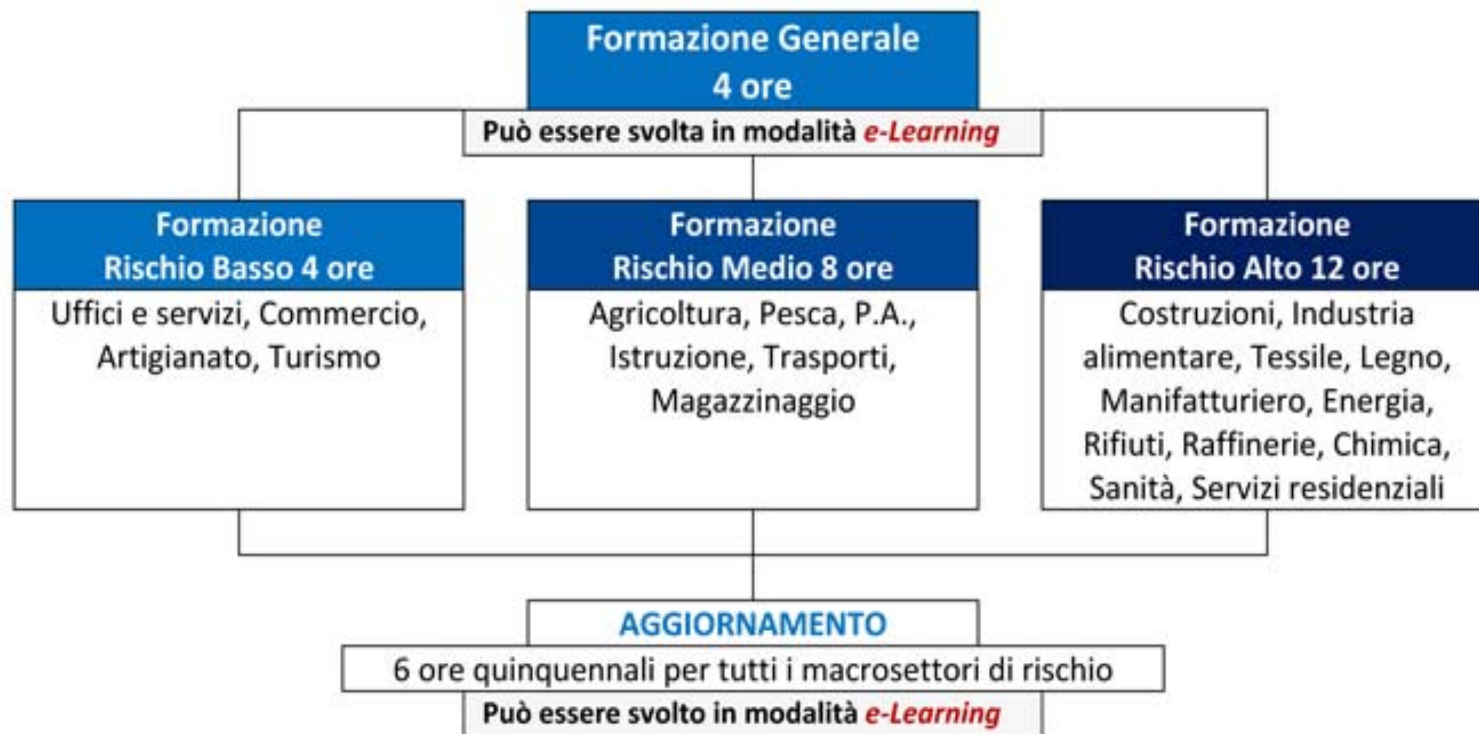 Formazione Generale
4 ore
Può essere svolta in modalità e-Learning
Formazione
Rischio Basso 4 ore
Uffici e servizi, Commercio,
Artigianato, Turismo
Formazione
Rischio Medio 8 ore
Agricoltura, Pesca, P.A.,
Istruzione, Trasporti,
Magazzinaggio
Formazione
Rischio Alto 12 ore
Costruzioni, Industria
alimentare, Tessile, Legno,
Manifatturiero, Energia,
Rifiuti, Raffinerie, Chimica,
Sanità, Servizi residenziali
AGGIORNAMENTO
6 ore quinquennali per tutti i macrosettori di rischio
Può essere svolto in modalità e-Learning